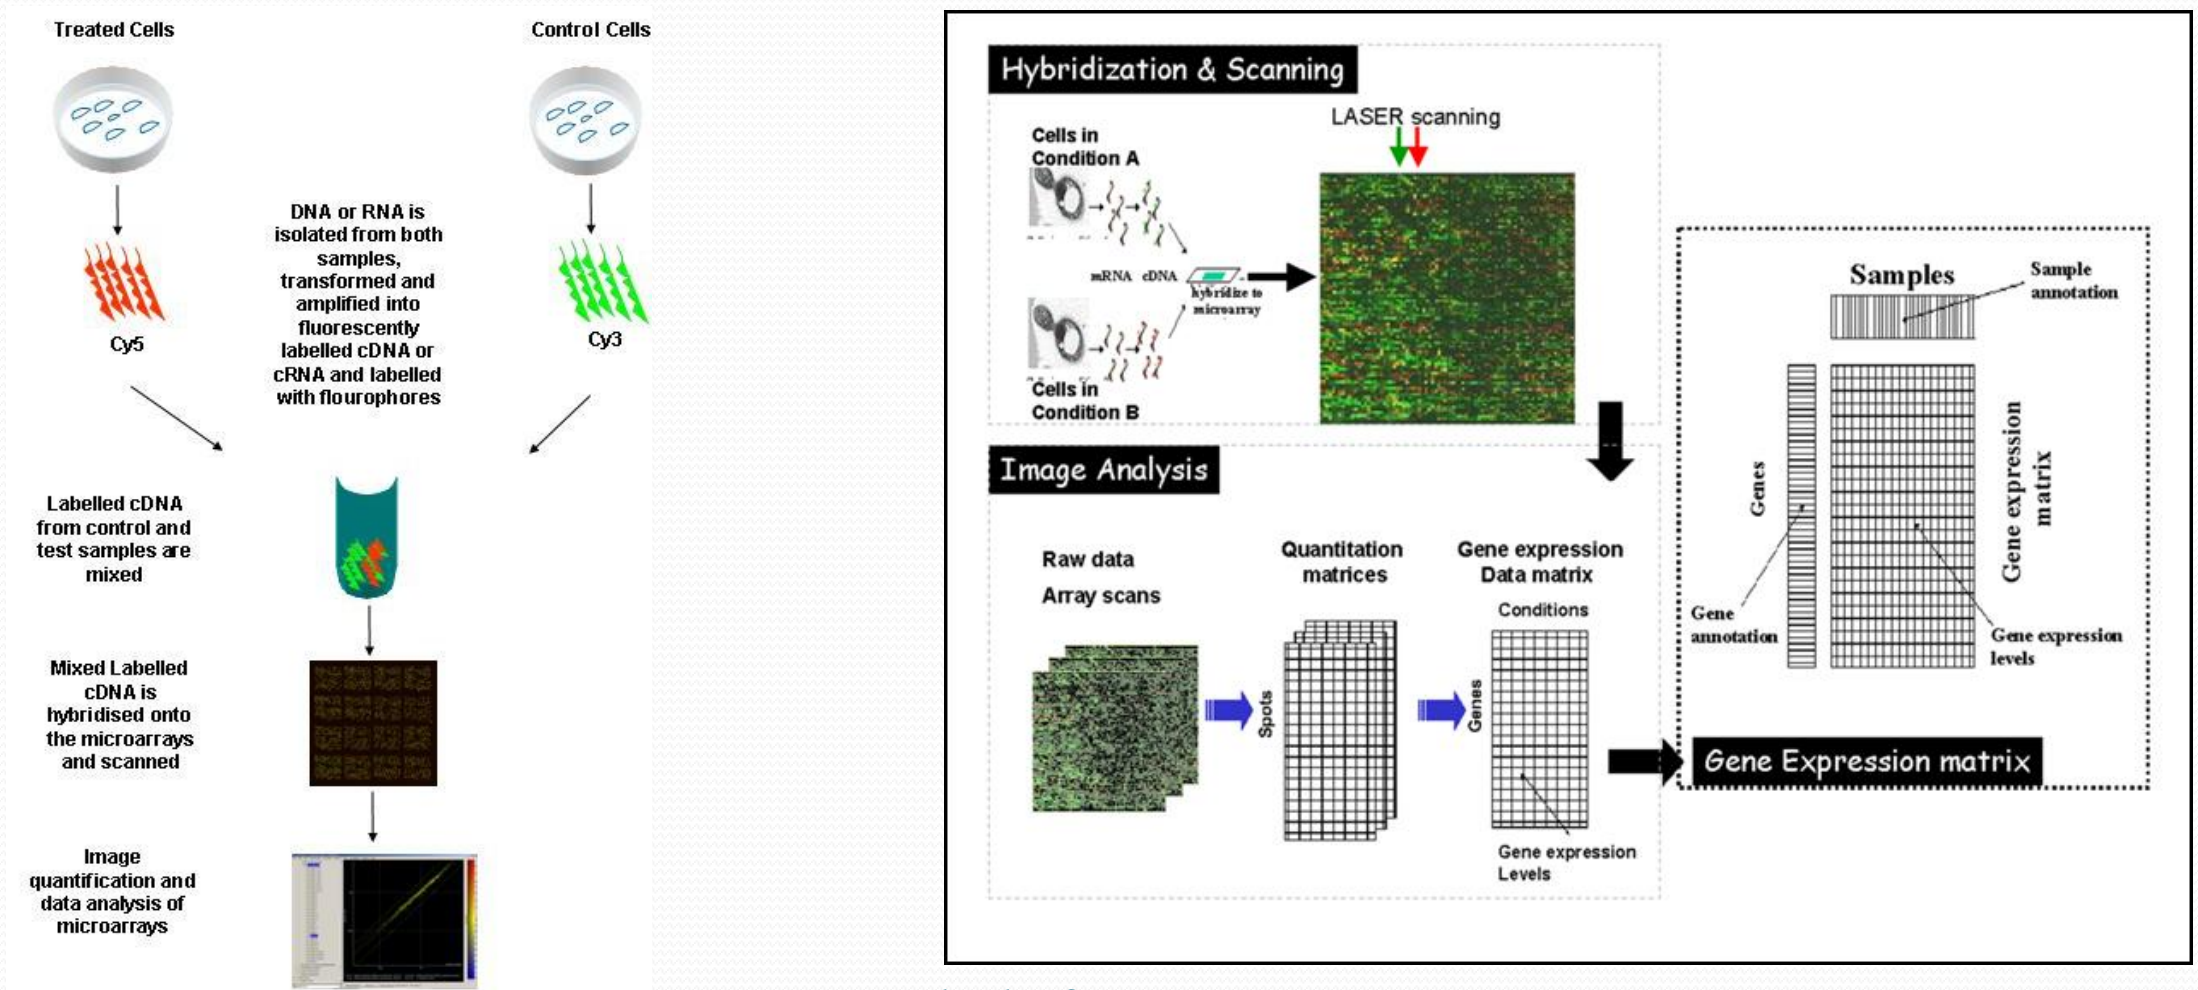 Treated Cells
Control Cells
DNA or RNA is
isolated from both
samples,
transformed and
amplified into
fluorescently
labelled cDNA or
cRNA and labelled
with flourophores
Cy5
Cy3
Labelled cDNA
from control and
test samples are
mixed
Mixed Labelled
cDNA is
hybridised onto
the microarrays
and scanned
Image
quantification and
data analysis of
microarrays
Hybridization & Scanning
LASER scanning
Cells in
Condition A
mRNA cDNA
hybridize to
microarray
Cells in
Condition B
Image Analysis
Raw data
Array scans
Quantitation
matrices
Spots
Gene expression
Data matrix
Conditions
Genes
Gene expression
Levels
Samples
Sample
annotation
Genes
Gene expression
matrix
Gene
annotation
Gene expression
levels
Gene Expression matrix